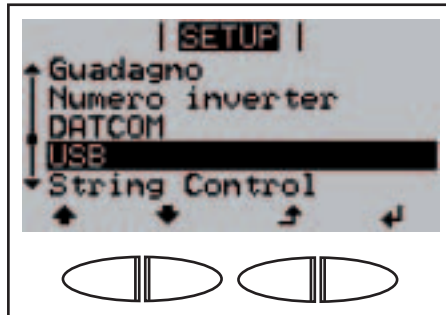 SETUP
Guadagno
Numero inverter
DATCOM
USB
String Control